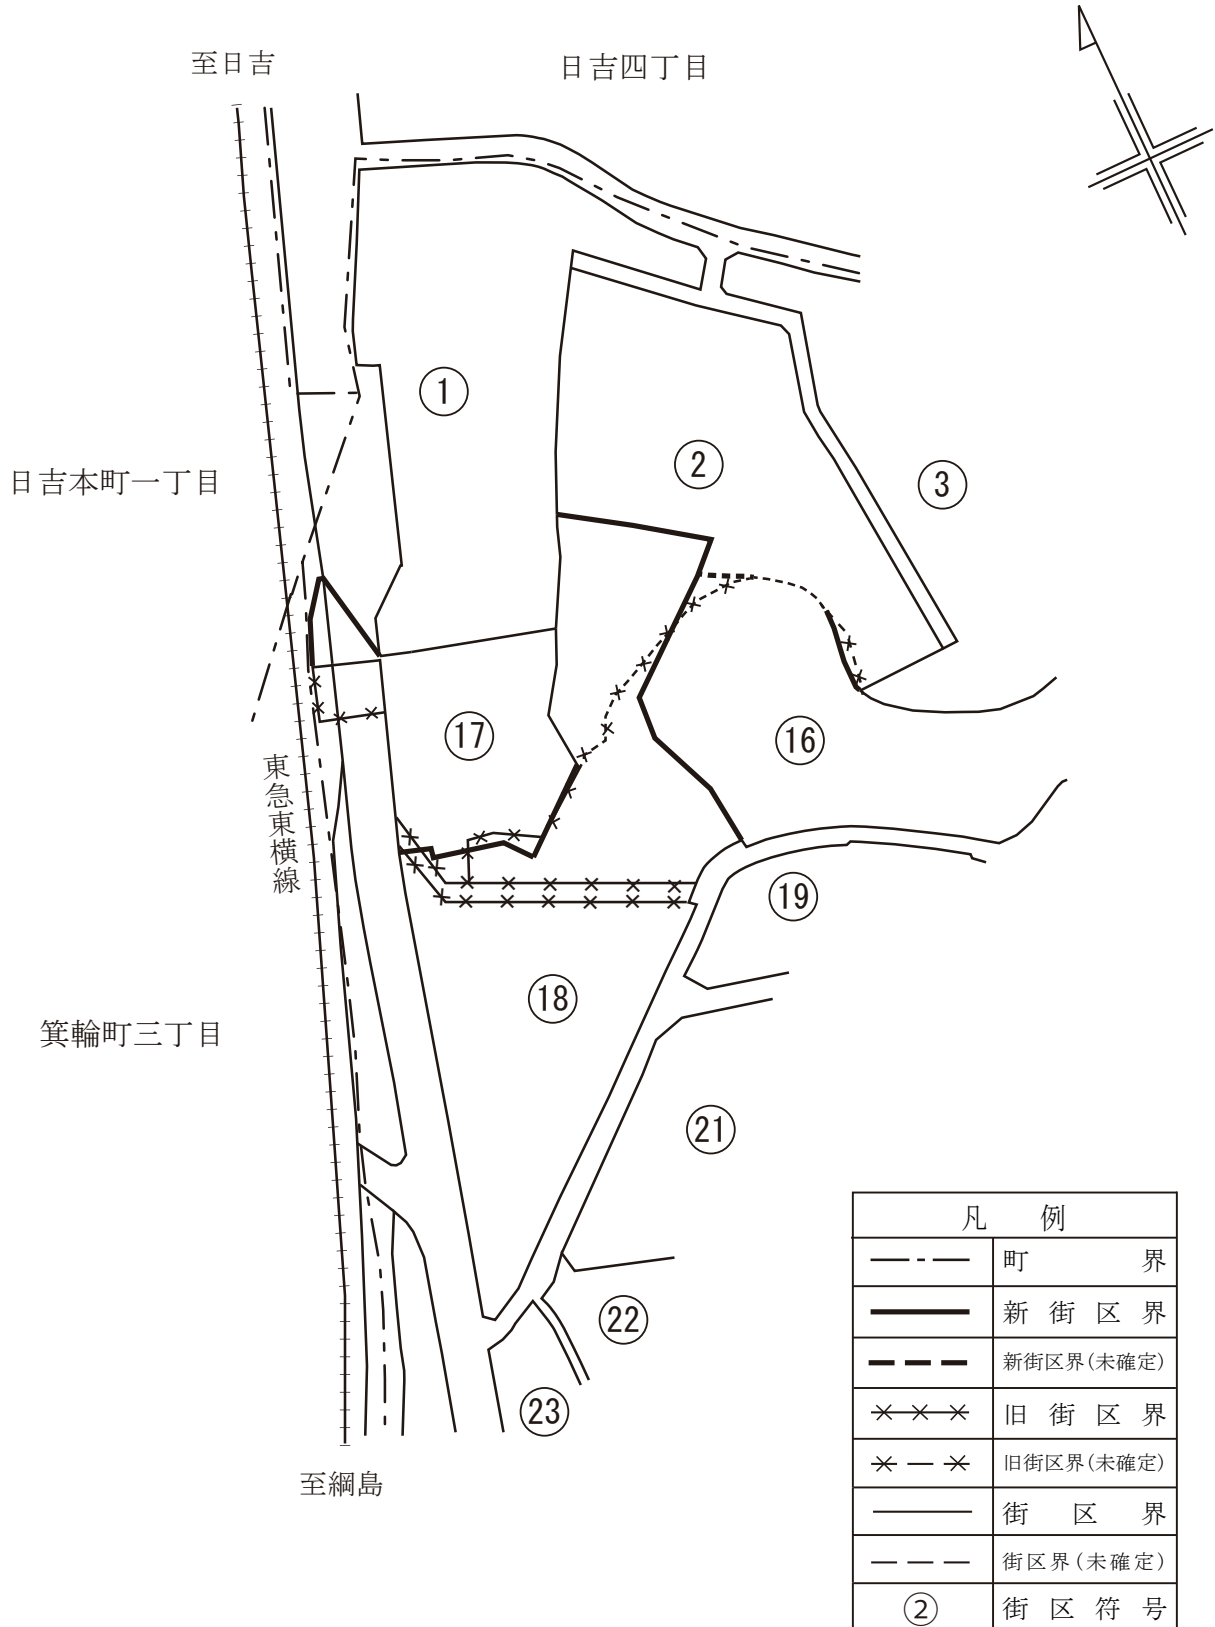 至日吉
日吉四丁目
①
②
③
日吉本町一丁目
⑰
⑯
東急東横線
⑲
⑱
箕輪町三丁目
㉑
㉒
㉓
至綱島
凡 例
町 界
新街区界
新街区界(未確定)
旧街区界
旧街区界(未確定)
街区界
街区界(未確定)
② 街区符号